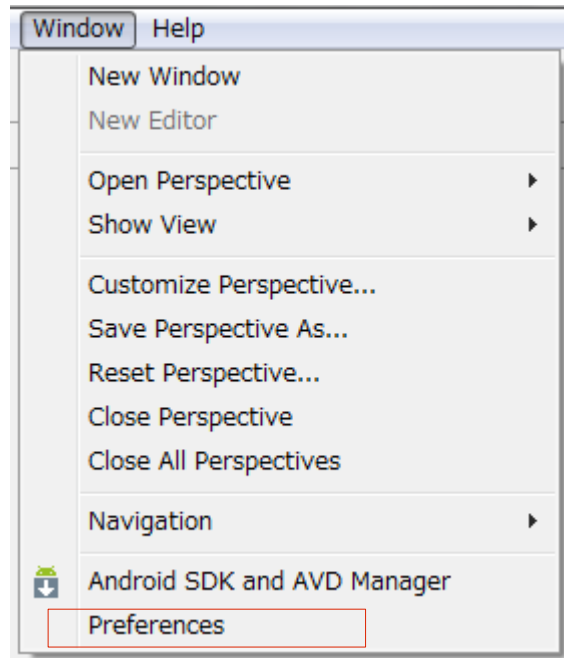 Window Help
New Window
New Editor
Open Perspective
Show View
Customize Perspective...
Save Perspective As...
Reset Perspective...
Close Perspective
Close All Perspectives
Navigation
Android SDK and AVD Manager
Preferences